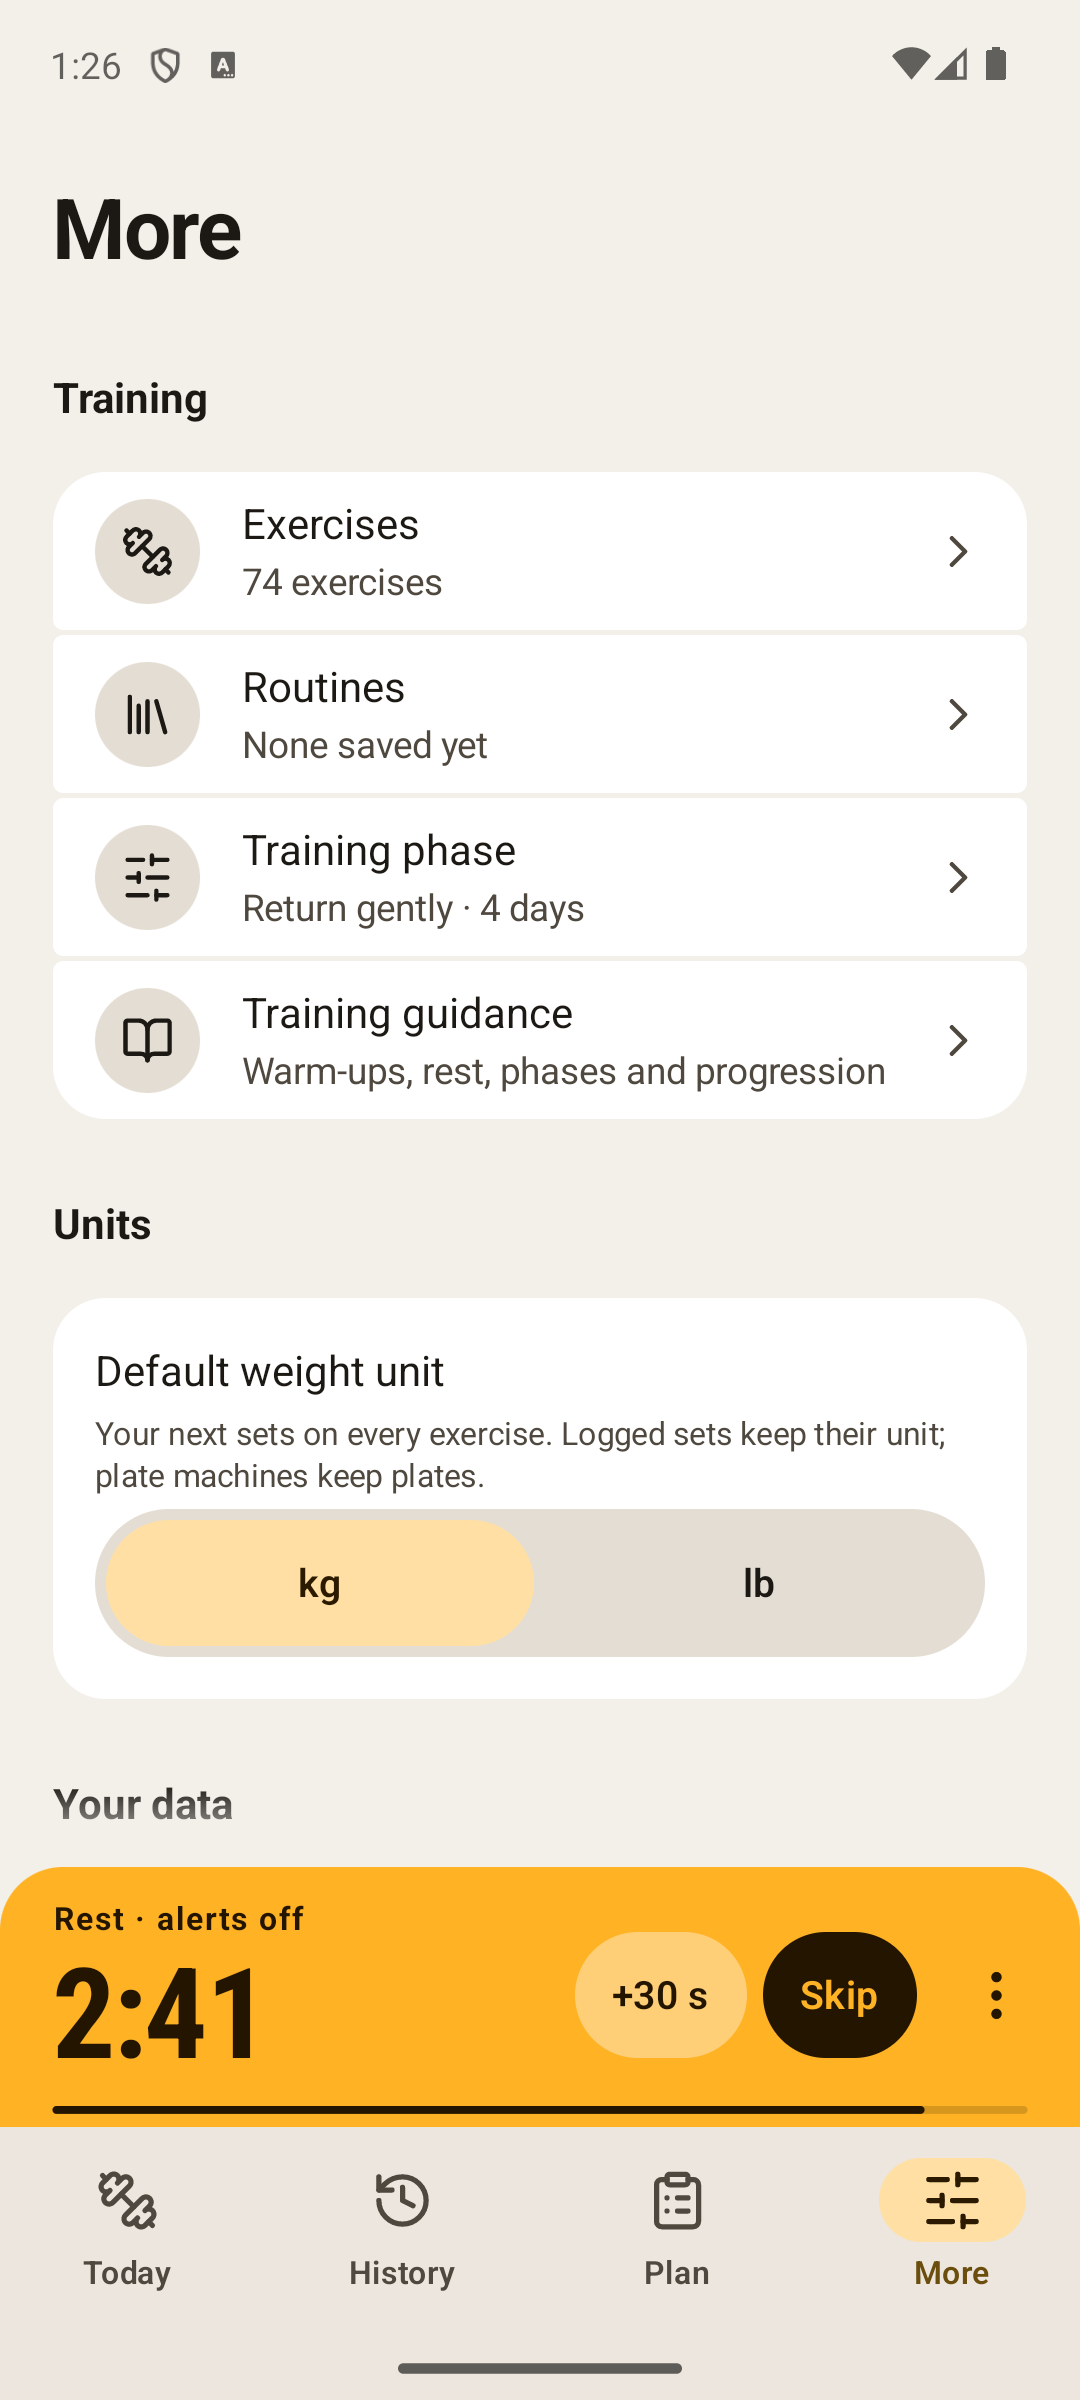 1:26
More
Training
Exercises
74 exercises
Routines
None saved yet
Training phase
Return gently · 4 days
Training guidance
Warm-ups, rest, phases and progression
Units
Default weight unit
Your next sets on every exercise. Logged sets keep their unit;
plate machines keep plates.
kg
lb
Your data
Rest · alerts off
2:41
+30 s
Skip
Today
History
Plan
More